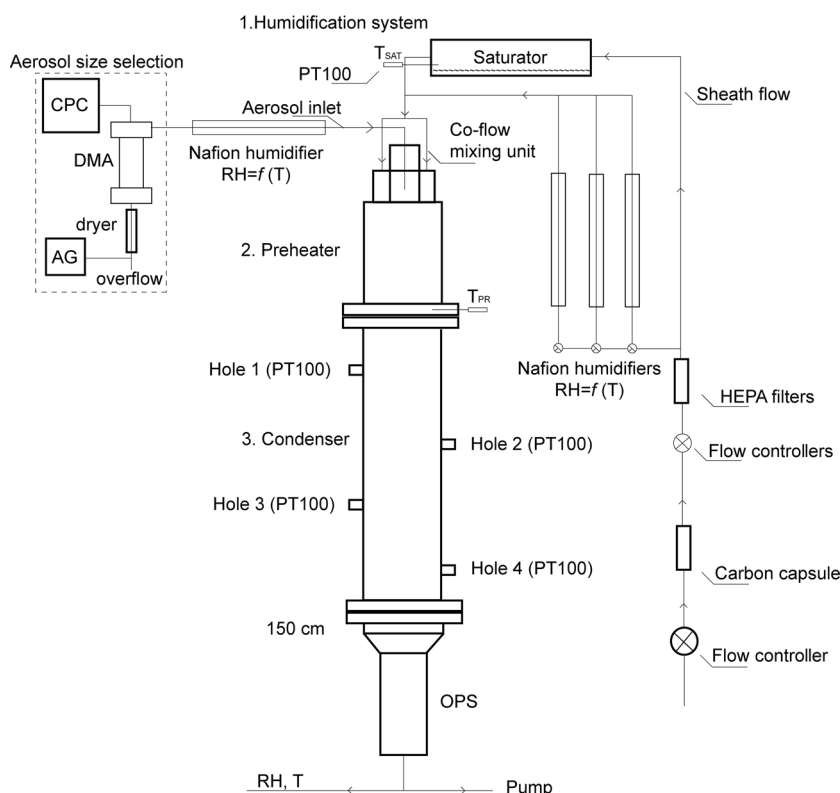 1.Humidification system
Aerosol size selection
CPC
DMA
dryer
AG
overflow
Aerosol inlet
Nafion humidifier
RH=f (T)
TSAT
PT100
Saturator
Sheath flow
Co-flow
mixing unit
2. Preheater
TPR
Hole 1 (PT100)
3. Condenser
Hole 2 (PT100)
Hole 3 (PT100)
Hole 4 (PT100)
150 cm
OPS
RH, T
Pump
Nafion humidifiers
RH=f (T)
HEPA filters
Flow controllers
Carbon capsule
Flow controller